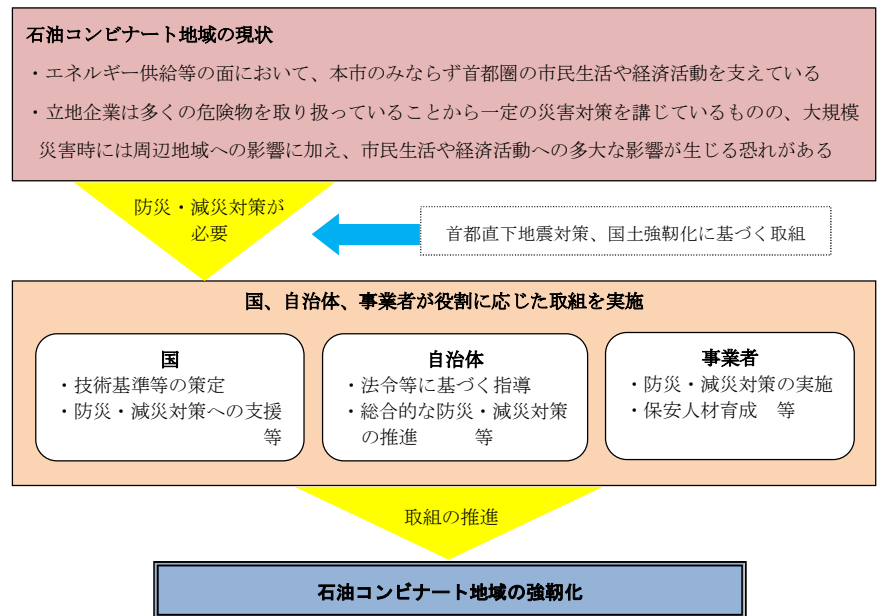 石油コンビナート地域の現状
・エネルギー供給等の面において、本市のみならず首都圏の市民生活や経済活動を支えている
・立地企業は多くの危険物を取り扱っていることから一定の災害対策を講じているものの、大規模
災害時には周辺地域への影響に加え、市民生活や経済活動への多大な影響が生じる恐れがある
防災・減災対策が
必要
首都直下地震対策、国土強靭化に基づく取組
国、自治体、事業者が役割に応じた取組を実施
国
・技術基準等の策定
・防災・減災対策への支援
等
自治体
・法令等に基づく指導
・総合的な防災・減災対策
の推進　　　等
事業者
・防災・減災対策の実施
・保安人材育成　等
取組の推進
石油コンビナート地域の強靭化